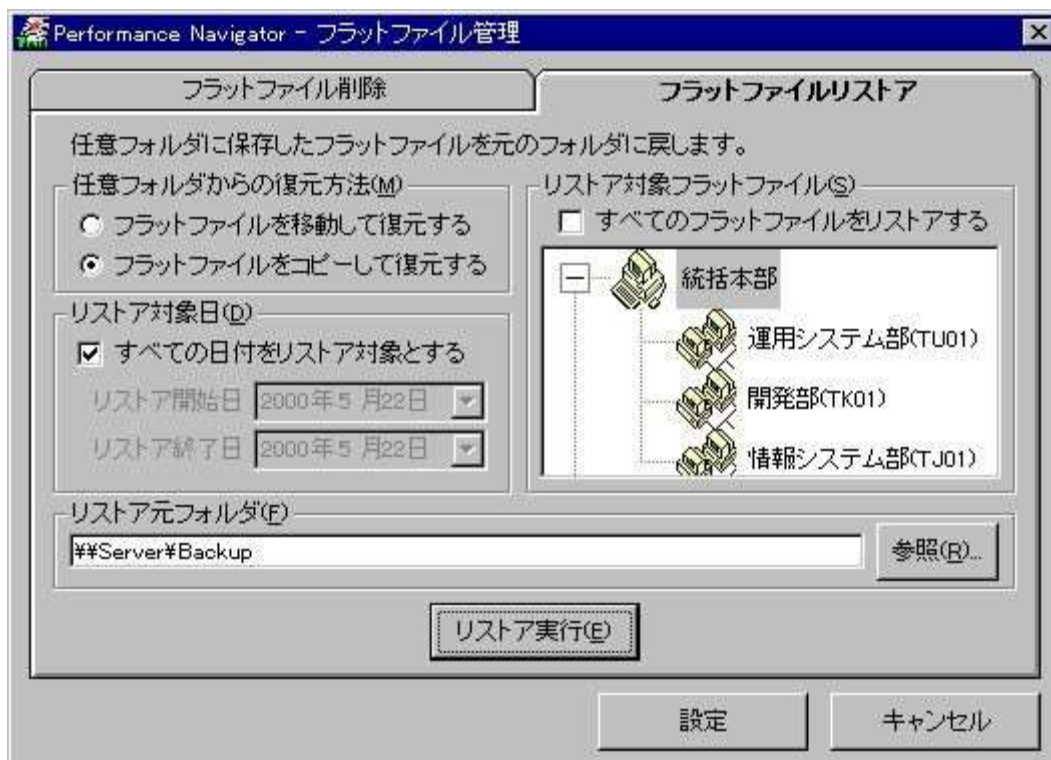 Performance Navigator - フラットファイル管理
フラットファイル削除
フラットファイルリストア
任意フォルダに保存したフラットファイルを元のフォルダに戻します。
任意フォルダからの復元方法(M)
フラットファイルを移動して復元する
フラットファイルをコピーして復元する
リストア対象日(D)
すべての日付をリストア対象とする
リストア開始日 2000年 5 月22日
リストア終了日 2000年 5 月22日
リストア対象フラットファイル(S)
すべてのフラットファイルをリストアする
統括本部
運用システム部(TU01)
開発部(TK01)
情報システム部(TJ01)
リストア元フォルダ(F)
¥¥Server¥Backup
参照(R)...
リストア実行(E)
設定
キャンセル